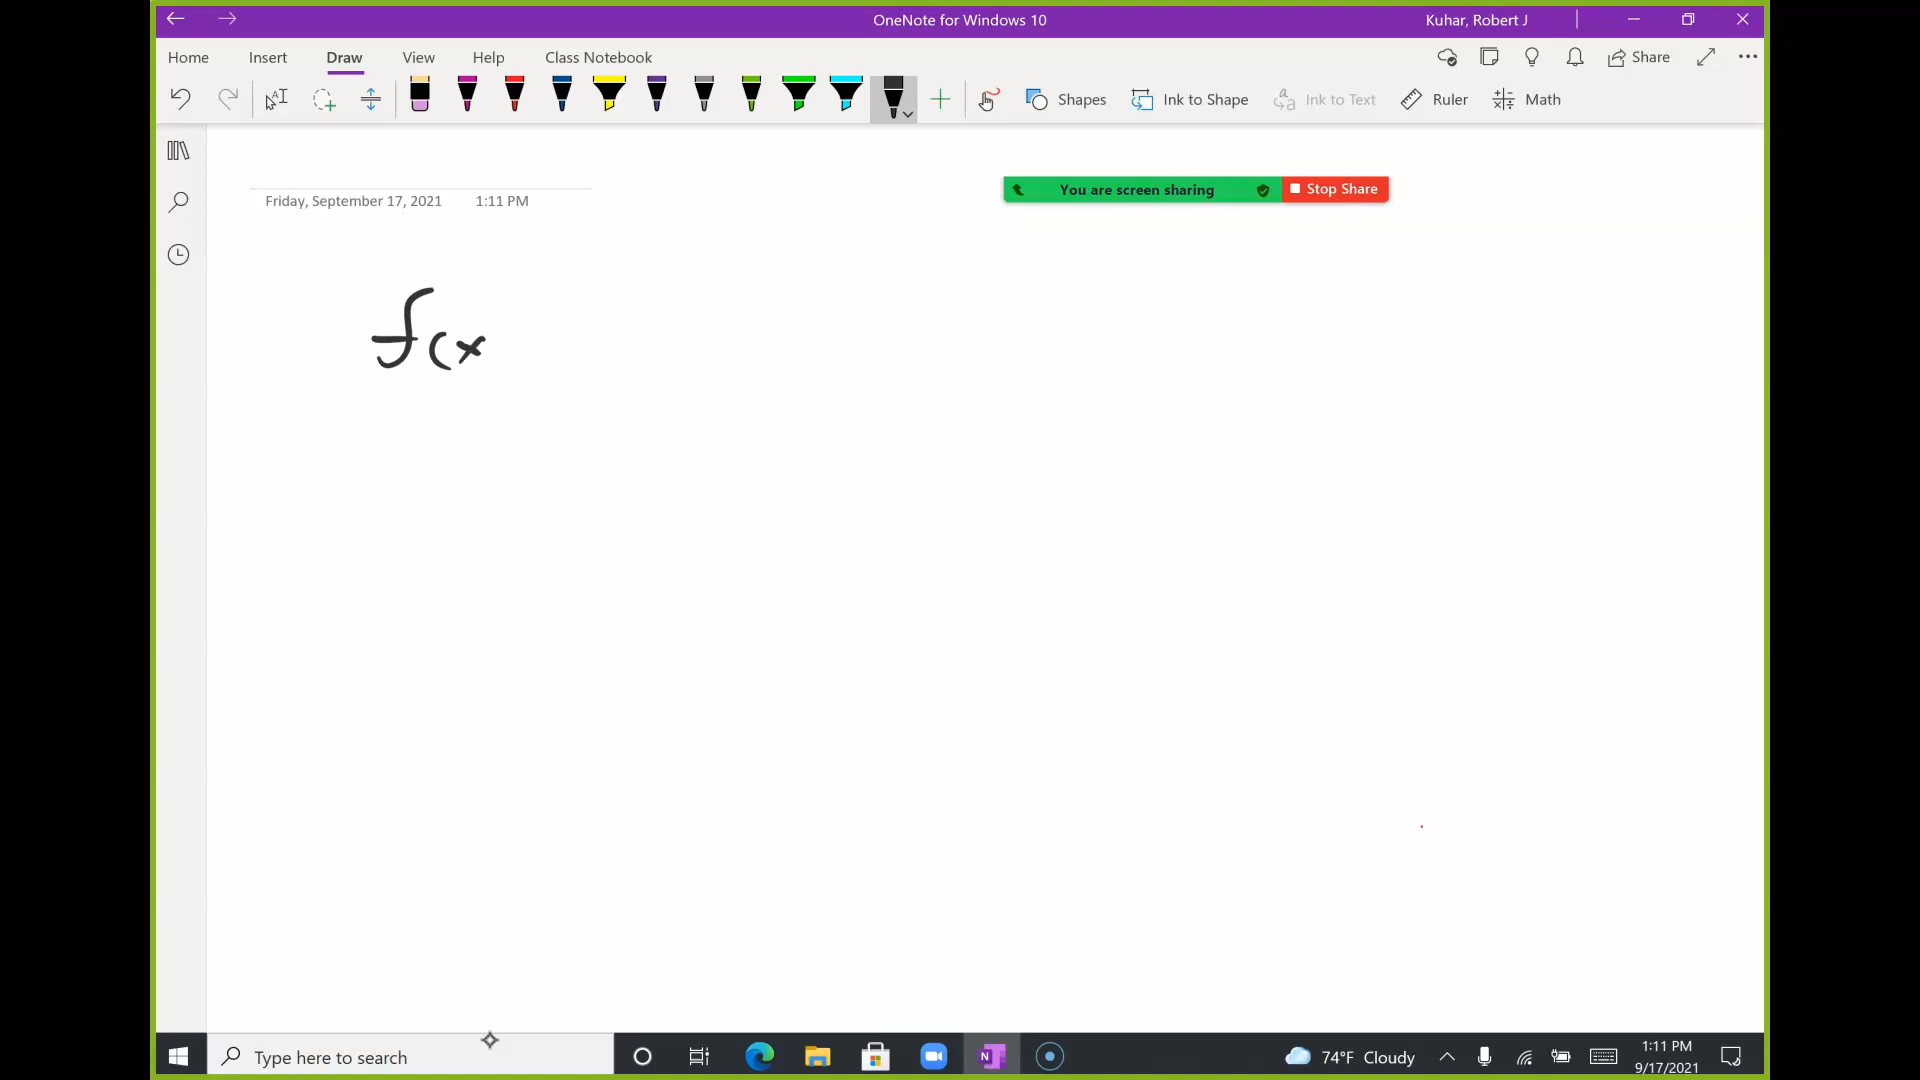 OneNote for Windows 10 Kuhar, Robert J
Home Insert Draw View Help Class Notebook Share
Shapes Ink to Shape Ink to Text Ruler Math
You are screen sharing Stop Share
Friday, September 17, 2021 1:11 PM
f(x
Type here to search 74°F Cloudy 1:11 PM
9/17/2021